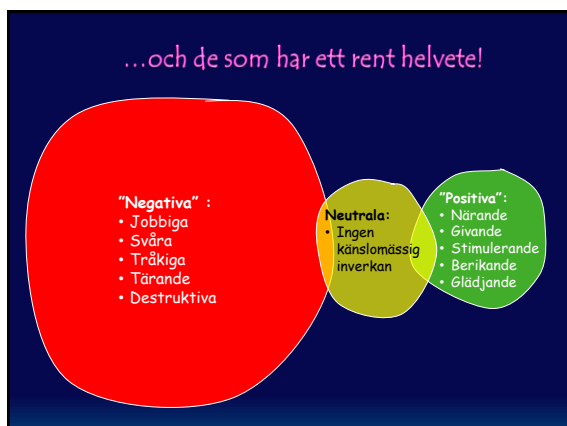 ...och de som har ett rent helvete!
"Negativa" :
• Jobbiga
• Svåra
• Tråkiga
• Tärande
• Destruktiva
Neutrala:
• Ingen
känslomässig
inverkan
"Positiva":
• Närande
• Givande
• Stimulerande
• Berikande
• Glädjande